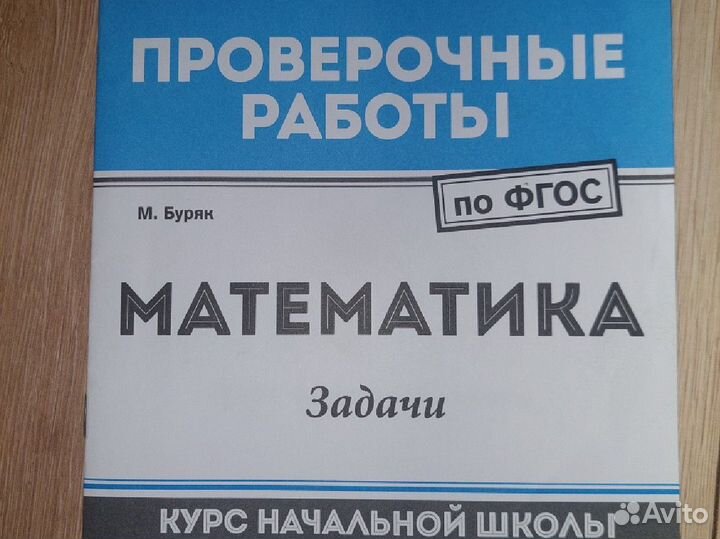 ПРОВЕРОЧНЫЕ
РАБОТЫ
по ФГОС
М. Буряк
МАТЕМАТИКА
Задачи
КУРС НАЧАЛЬНОЙ ШКОЛЫ
Avito